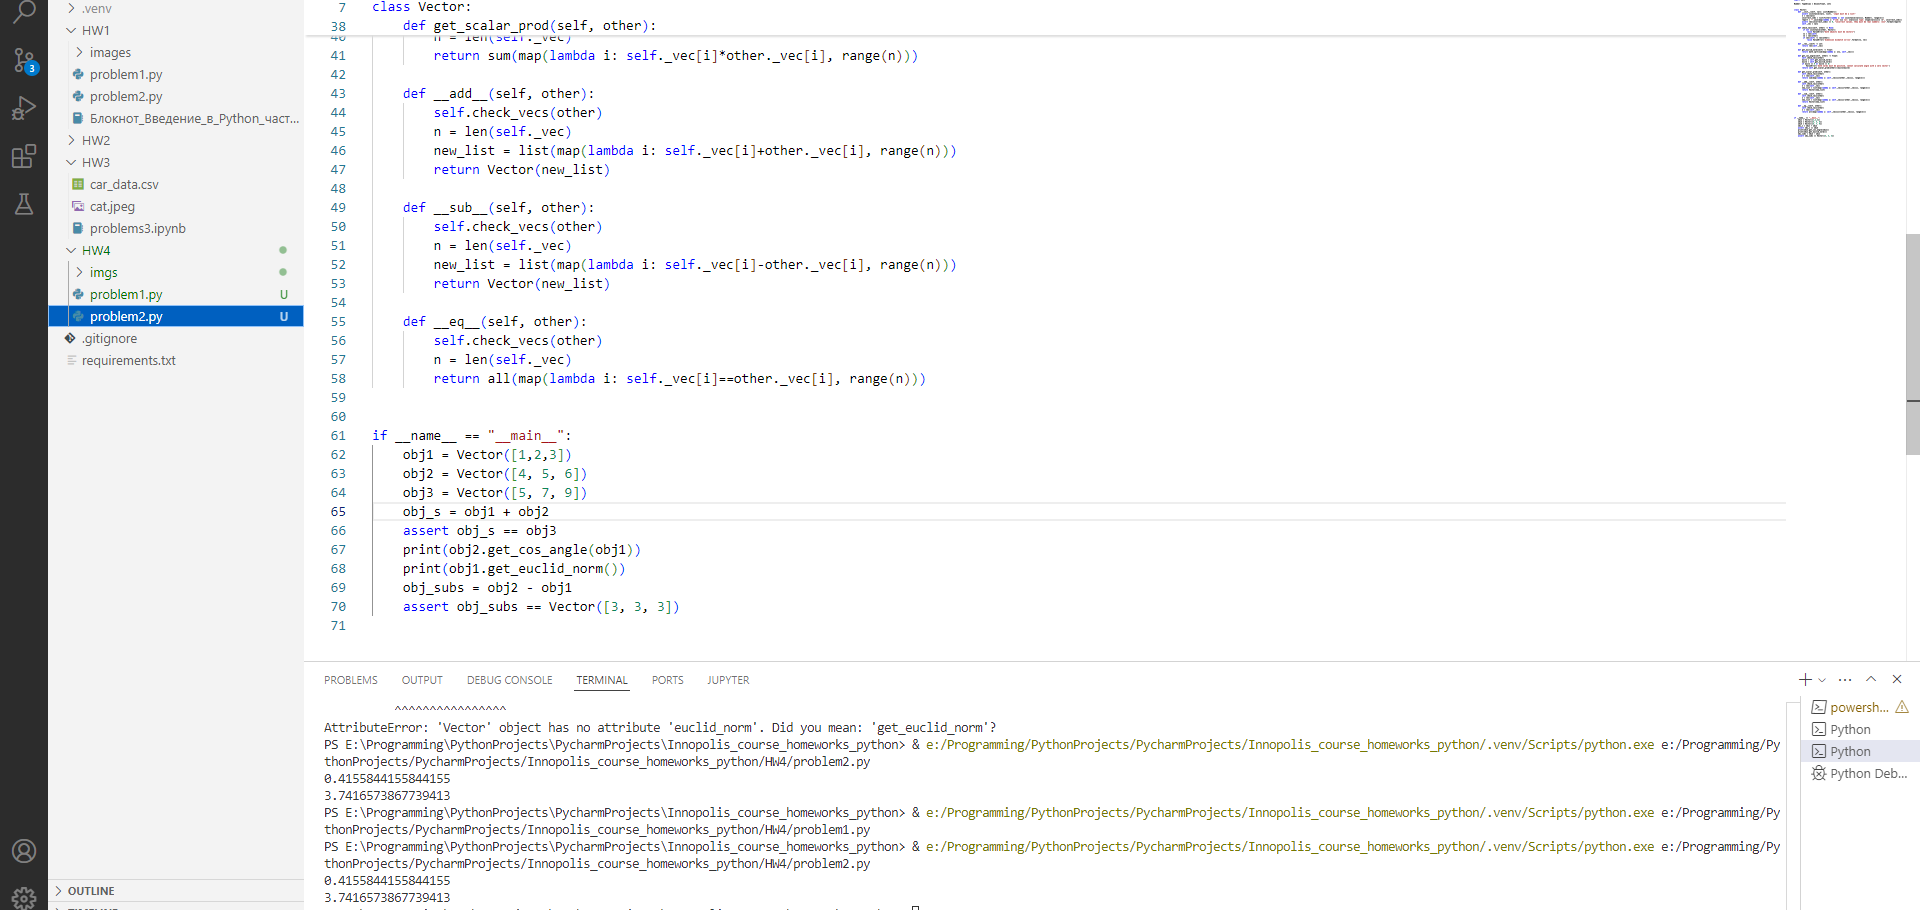 .venv
HW1
images
problem1.py
problem2.py
Блокнот_Введение_в_Python_част...
HW2
HW3
car_data.csv
cat.jpeg
problems3.ipynb
HW4
imgs
problem1.py U
problem2.py U
.gitignore
requirements.txt
OUTLINE
3
7 class Vector:
38 def get_scalar_prod(self, other):
40 n = len(self._vec)
41 return sum(map(lambda i: self._vec[i]*other._vec[i], range(n)))
42
43 def __add__(self, other):
44 self.check_vecs(other)
45 n = len(self._vec)
46 new_list = list(map(lambda i: self._vec[i]+other._vec[i], range(n)))
47 return Vector(new_list)
48
49 def __sub__(self, other):
50 self.check_vecs(other)
51 n = len(self._vec)
52 new_list = list(map(lambda i: self._vec[i]-other._vec[i], range(n)))
53 return Vector(new_list)
54
55 def __eq__(self, other):
56 self.check_vecs(other)
57 n = len(self._vec)
58 return all(map(lambda i: self._vec[i]==other._vec[i], range(n)))
59
60
61 if __name__ == "__main__":
62 obj1 = Vector([1,2,3])
63 obj2 = Vector([4, 5, 6])
64 obj3 = Vector([5, 7, 9])
65 obj_s = obj1 + obj2
66 assert obj_s == obj3
67 print(obj2.get_cos_angle(obj1))
68 print(obj1.get_euclid_norm())
69 obj_subs = obj2 - obj1
70 assert obj_subs == Vector([3, 3, 3])
71
PROBLEMS OUTPUT DEBUG CONSOLE TERMINAL PORTS JUPYTER
^^^^^^^^^^^^^^^^
AttributeError: 'Vector' object has no attribute 'euclid_norm'. Did you mean: 'get_euclid_norm'?
PS E:\Programming\PythonProjects\PycharmProjects\Innopolis_course_homeworks_python> & e:/Programming/PythonProjects/PycharmProjects/Innopolis_course_homeworks_python/.venv/Scripts/python.exe e:/Programming/Py
thonProjects/PycharmProjects/Innopolis_course_homeworks_python/HW4/problem2.py
0.4155844155844155
3.7416573867739413
PS E:\Programming\PythonProjects\PycharmProjects\Innopolis_course_homeworks_python> & e:/Programming/PythonProjects/PycharmProjects/Innopolis_course_homeworks_python/.venv/Scripts/python.exe e:/Programming/Py
thonProjects/PycharmProjects/Innopolis_course_homeworks_python/HW4/problem1.py
PS E:\Programming\PythonProjects\PycharmProjects\Innopolis_course_homeworks_python> & e:/Programming/PythonProjects/PycharmProjects/Innopolis_course_homeworks_python/.venv/Scripts/python.exe e:/Programming/Py
thonProjects/PycharmProjects/Innopolis_course_homeworks_python/HW4/problem2.py
0.4155844155844155
3.7416573867739413
powersh...
Python
Python
Python Deb...